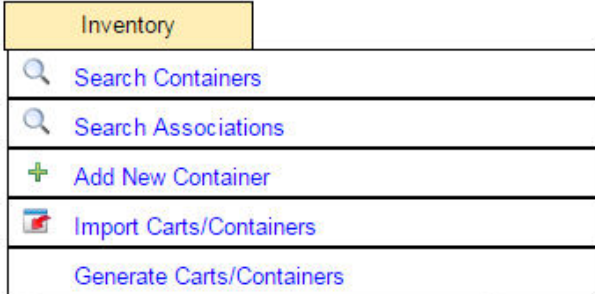 Inventory
Search Containers
Search Associations
Add New Container
Import Carts/Containers
Generate Carts/Containers